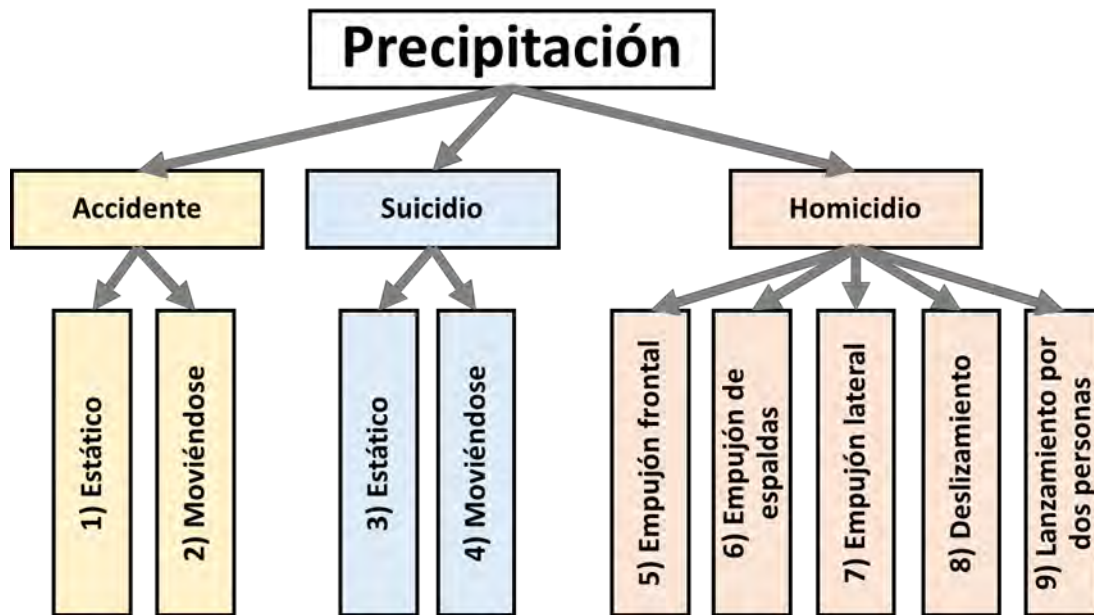 Precipitación
Accidente
Suicidio
Homicidio
1) Estático
2) Moviéndose
3) Estático
4) Moviéndose
5) Empujón frontal
6) Empujón de
espaldas
7) Empujón lateral
8) Deslizamiento
9) Lanzamiento por
dos personas